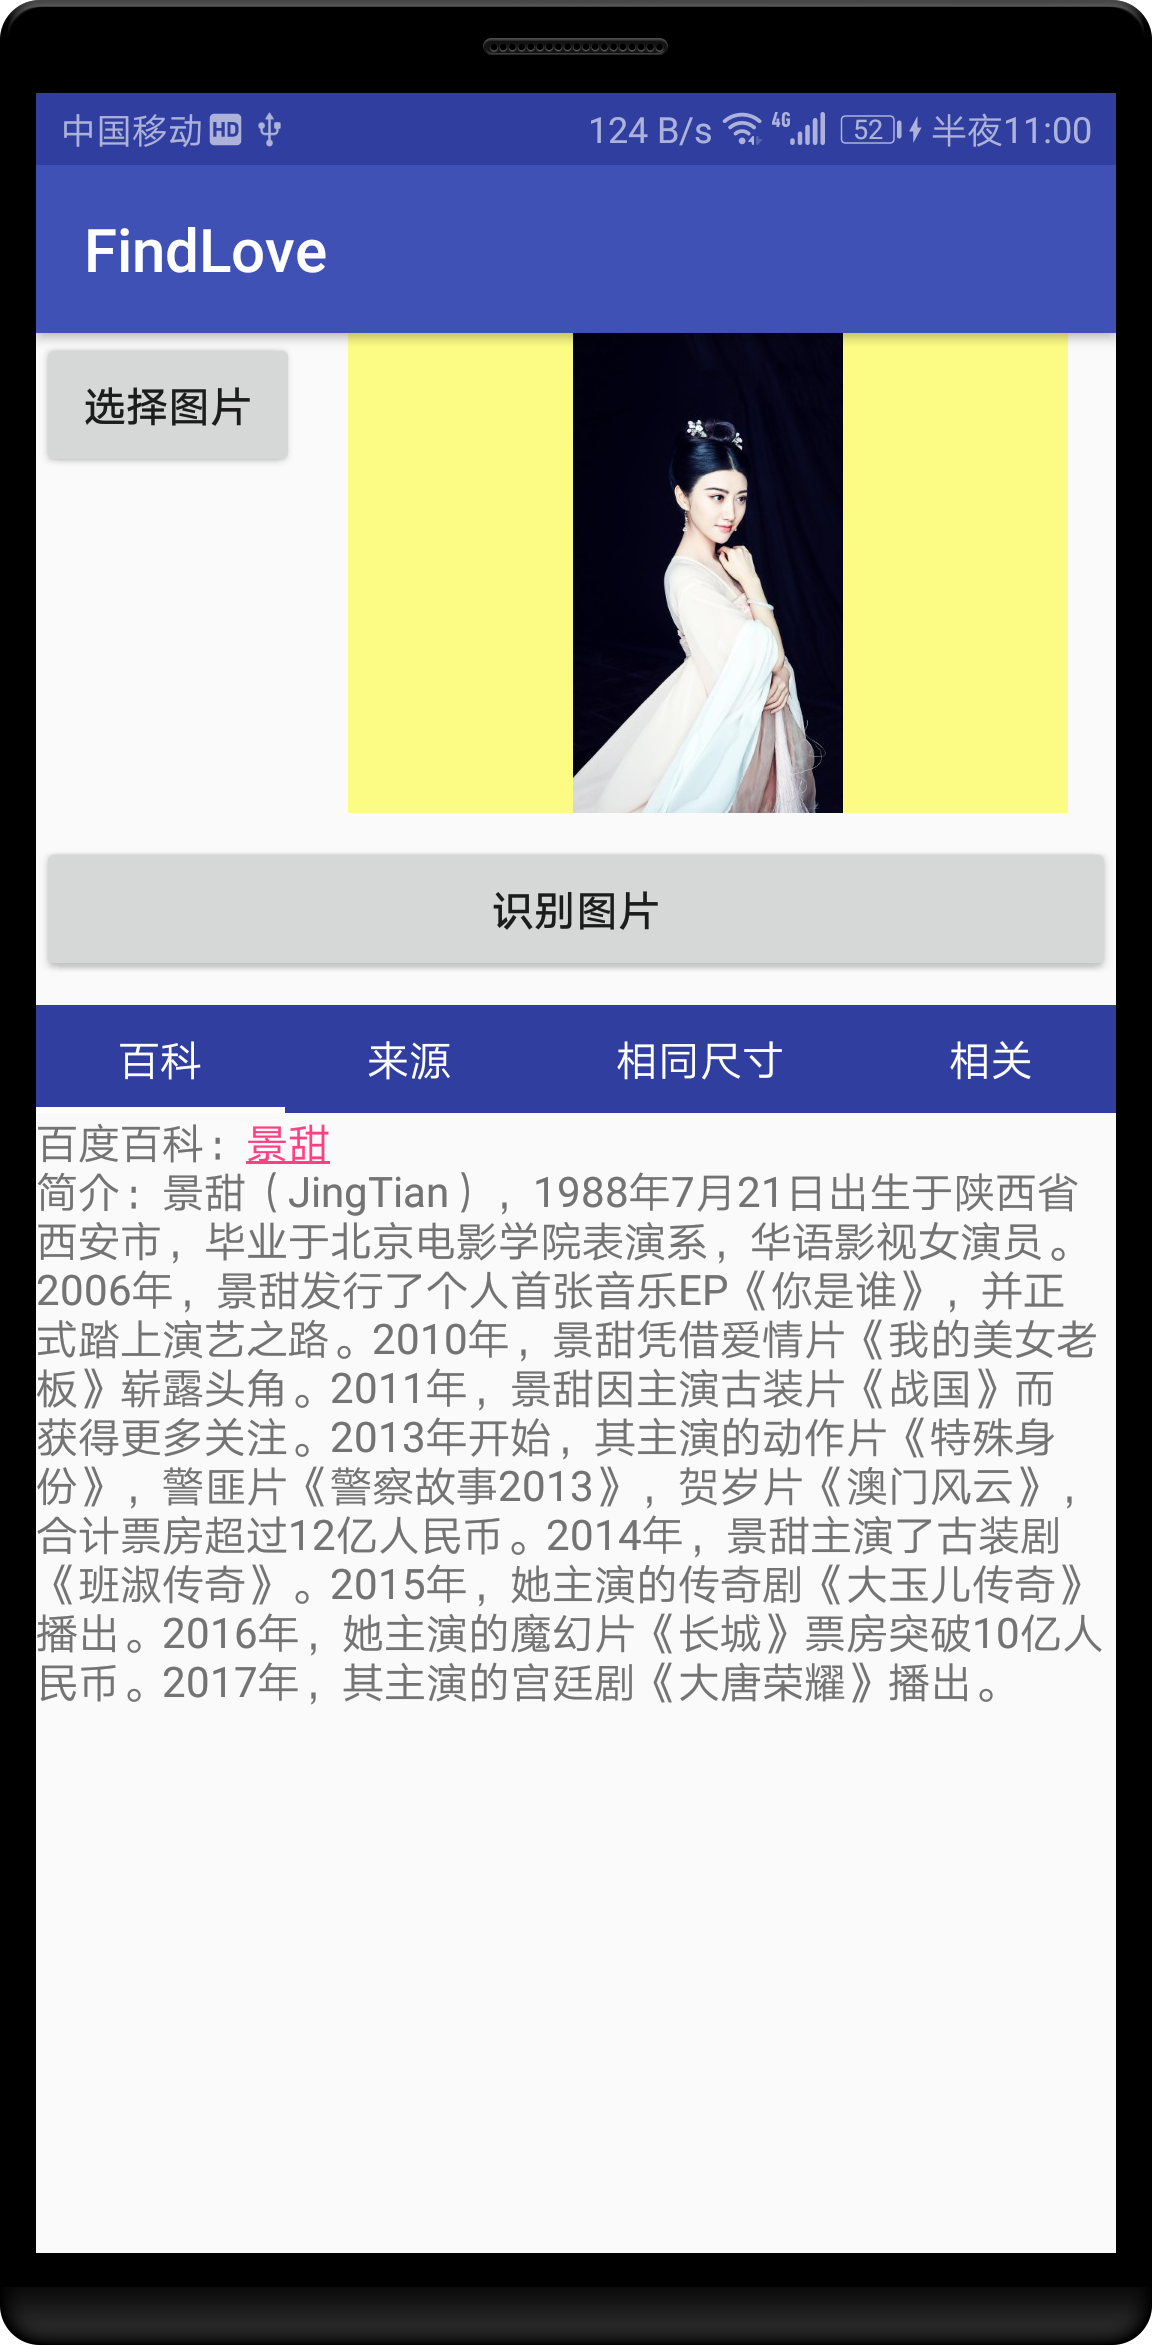 中国移动 HD 124 B/s 4G 52 半夜11:00
FindLove
选择图片
识别图片
百科 来源 相同尺寸 相关
百度百科：景甜
简介：景甜（JingTian），1988年7月21日出生于陕西省
西安市，毕业于北京电影学院表演系，华语影视女演员。
2006年，景甜发行了个人首张音乐EP《你是谁》，并正
式踏上演艺之路。2010年，景甜凭借爱情片《我的美女老
板》崭露头角。2011年，景甜因主演古装片《战国》而
获得更多关注。2013年开始，其主演的动作片《特殊身
份》，警匪片《警察故事2013》，贺岁片《澳门风云》，
合计票房超过12亿人民币。2014年，景甜主演了古装剧
《班淑传奇》。2015年，她主演的传奇剧《大玉儿传奇》
播出。2016年，她主演的魔幻片《长城》票房突破10亿人
民币。2017年，其主演的宫廷剧《大唐荣耀》播出。